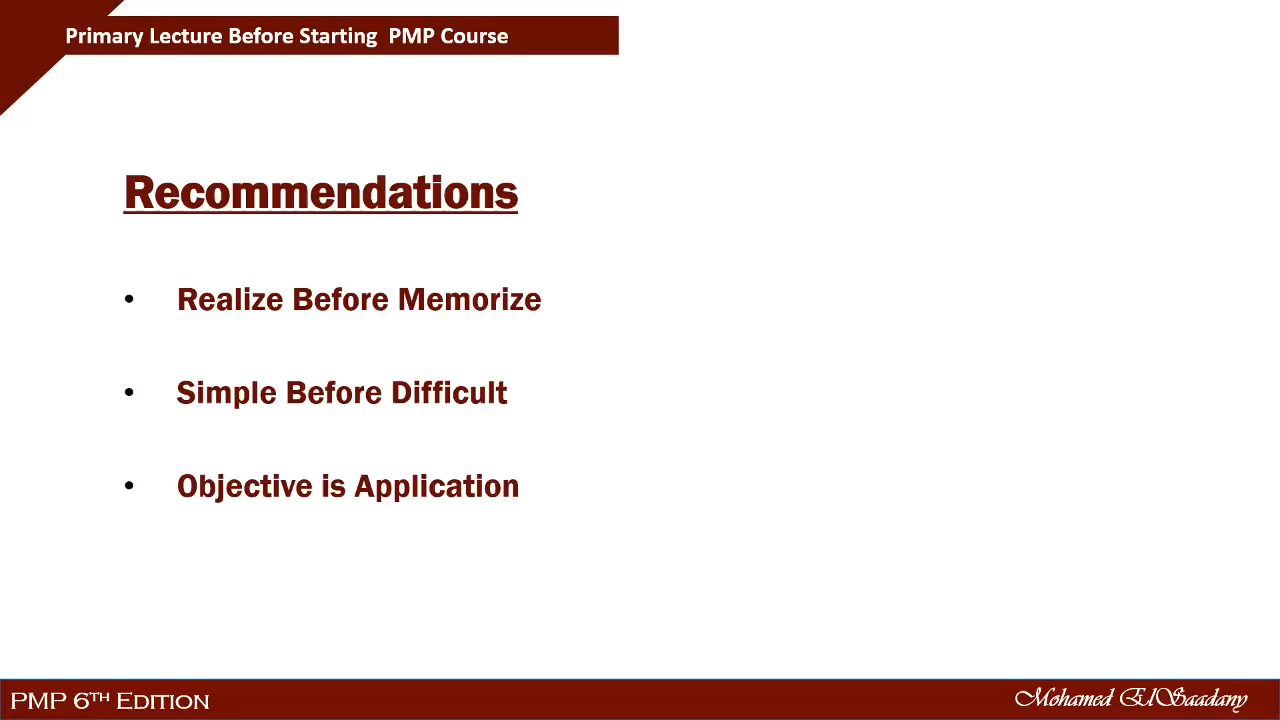 Primary Lecture Before Starting PMP Course
Recommendations
• Realize Before Memorize
• Simple Before Difficult
• Objective is Application
PMP 6TH Edition
Mohamed ElSaadany